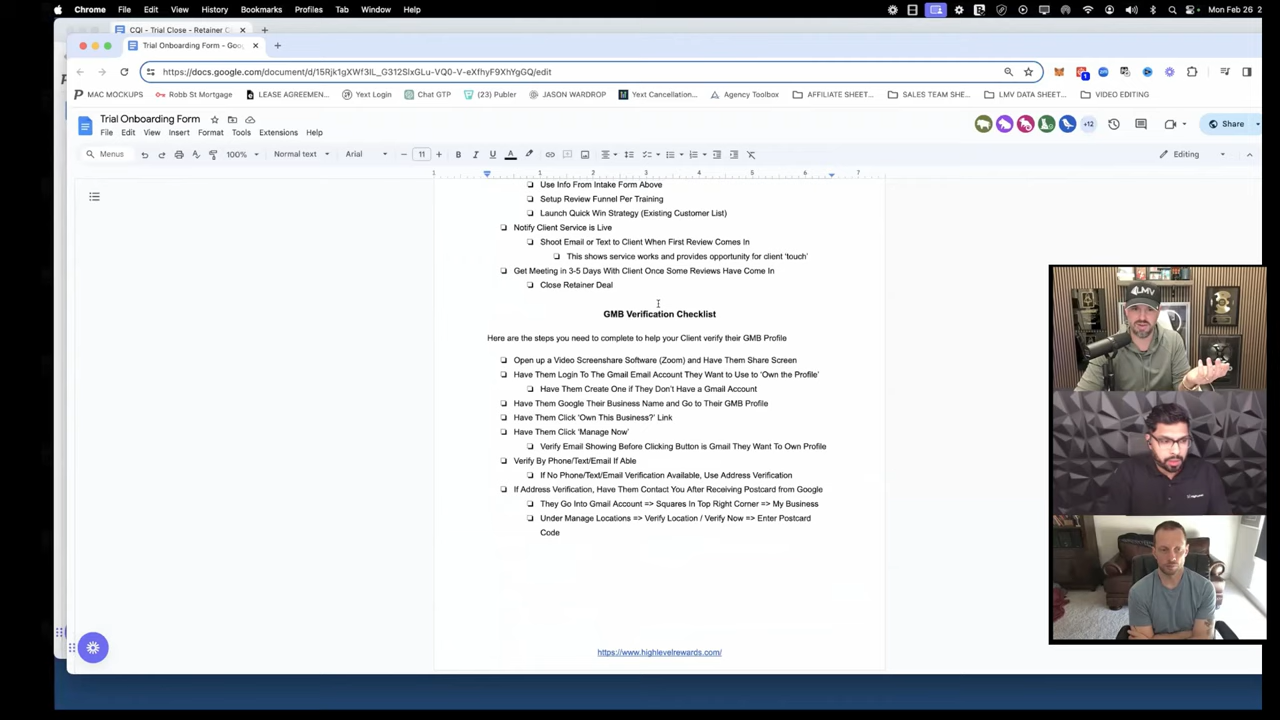 Chrome File Edit View History Bookmarks Profiles Tab Window Help
Mon Feb 26 2
CQI - Trial Close - Retainer C
Trial Onboarding Form - Goo
https://docs.google.com/document/d/15Rjk1gXWf3IL_G312SlxGLu-VQ0-V-eXfhyF9XhYgGQ/edit
MAC MOCKUPS Robb St Mortgage LEASE AGREEMEN... Yext Login Chat GTP (23) Publer JASON WARDROP Yext Cancellation... Agency Toolbox AFFILIATE SHEET... SALES TEAM SHE... LMV DATA SHEET... VIDEO EDITING
Trial Onboarding Form
File Edit View Insert Format Tools Extensions Help
+12
Share
Menus 100% Normal text Arial 11 Editing
1 1 2 3 4 5 6 7
Use Info From Intake Form Above
Setup Review Funnel Per Training
Launch Quick Win Strategy (Existing Customer List)
Notify Client Service is Live
Shoot Email or Text to Client When First Review Comes In
This shows service works and provides opportunity for client 'touch'
Get Meeting in 3-5 Days With Client Once Some Reviews Have Come In
Close Retainer Deal
GMB Verification Checklist
Here are the steps you need to complete to help your Client verify their GMB Profile
Open up a Video Screenshare Software (Zoom) and Have Them Share Screen
Have Them Login To The Gmail Email Account They Want to Use to 'Own the Profile'
Have Them Create One if They Don't Have a Gmail Account
Have Them Google Their Business Name and Go to Their GMB Profile
Have Them Click 'Own This Business?' Link
Have Them Click 'Manage Now'
Verify Email Showing Before Clicking Button is Gmail They Want To Own Profile
Verify By Phone/Text/Email If Able
If No Phone/Text/Email Verification Available, Use Address Verification
If Address Verification, Have Them Contact You After Receiving Postcard from Google
They Go Into Gmail Account => Squares In Top Right Corner => My Business
Under Manage Locations => Verify Location / Verify Now => Enter Postcard
Code
https://www.highlevelrewards.com/
LMV